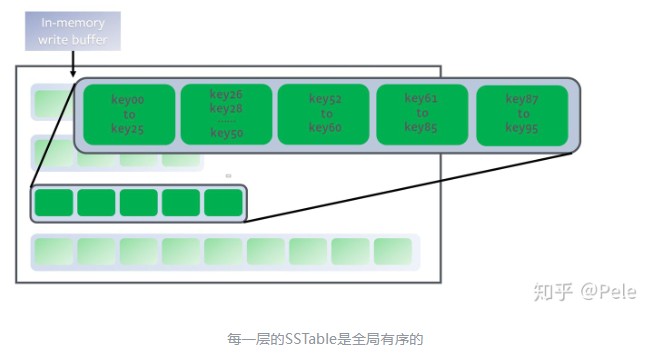 In-memory
write buffer
key00
to
key25
key26
key28
......
key50
key52
to
key60
key61
to
key85
key87
to
key95
知乎 @Pele
每一层的SSTable是全局有序的